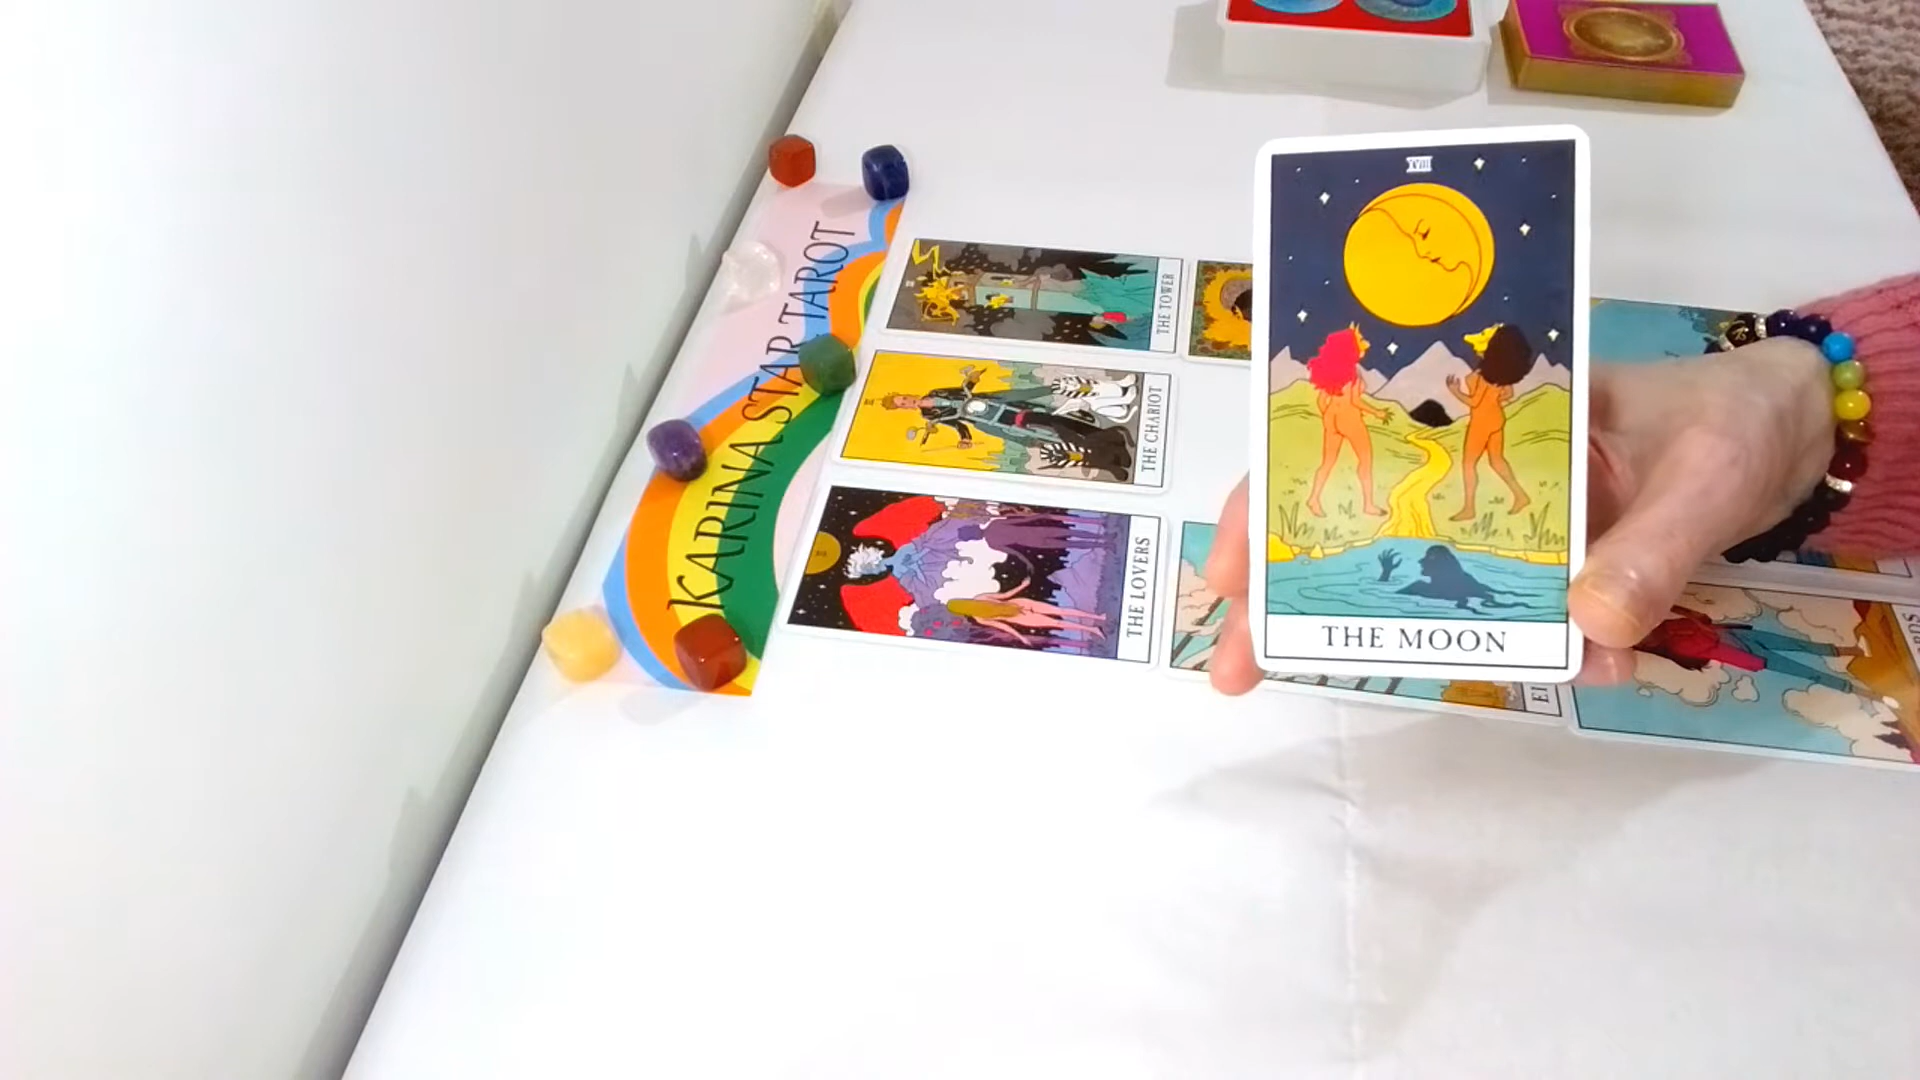 XVIII
THE MOON
KARINA STAR TAROT
THE TOWER
THE CHARIOT
THE LOVERS